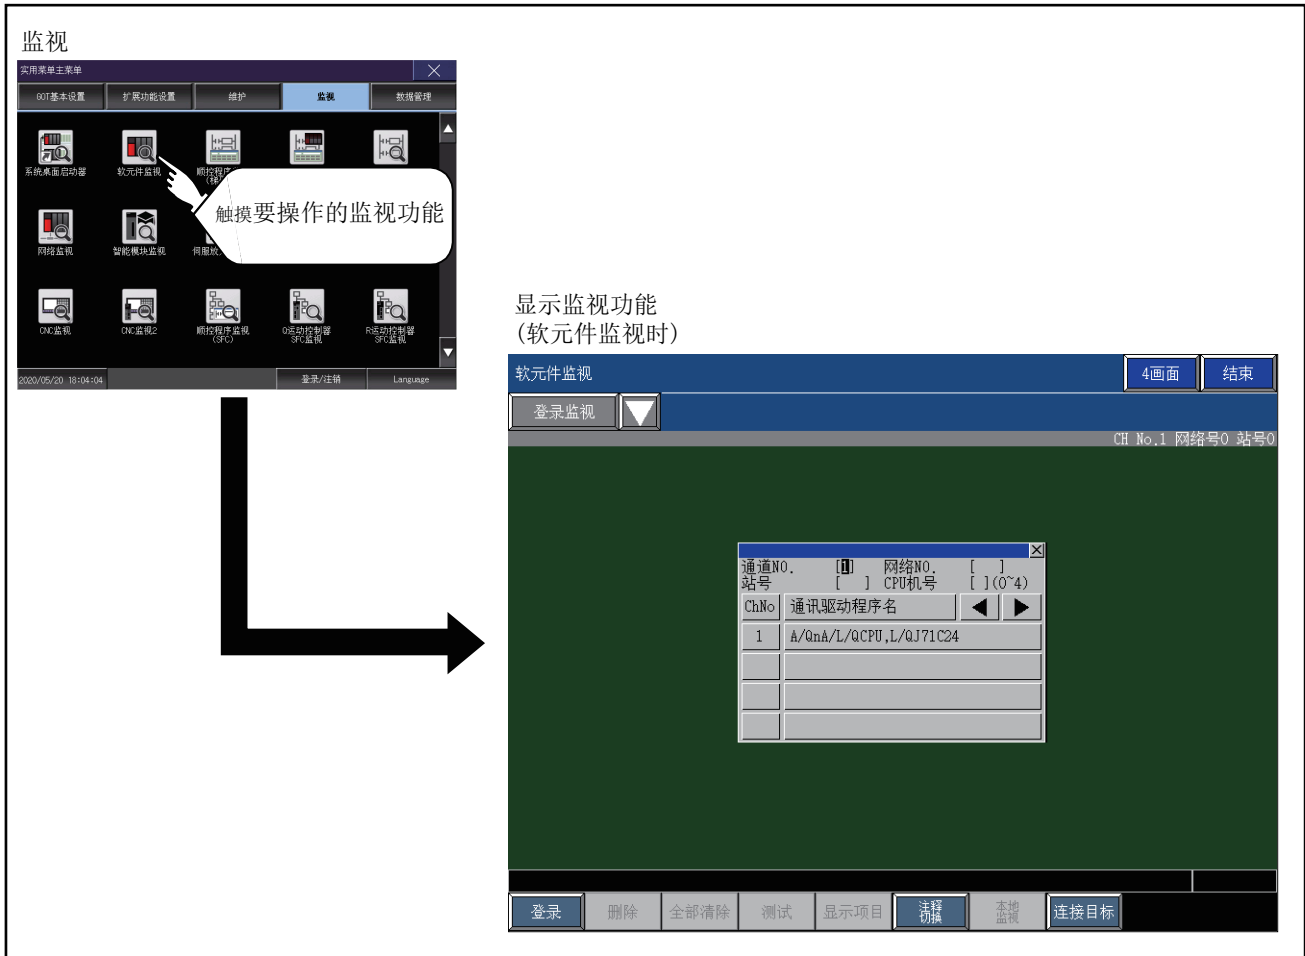 监视
实用菜单主菜单
GOT基本设置 扩展功能设置 维护 监视 数据管理
系统桌面启动器 软元件监视 顺控程序
触摸要操作的监视功能
网络监视 智能模块监视 伺服放
CNC监视 CNC监视2 顺控程序监视 Q运动控制器 R运动控制器
(SFC) SFC监视 SFC监视
2020/05/20 18:04:04 登录/注销 Language
显示监视功能
(软元件监视时)
软元件监视 4画面 结束
登录监视
CH No.1 网络号0 站号0
通道NO. [1] 网络NO. [ ]
站号 [ ] CPU机号 [ ](0~4)
ChNo 通讯驱动程序名
1 A/QnA/L/QCPU,L/QJ71C24
登录 删除 全部清除 测试 显示项目 注释 本地 连接目标
切换 监视